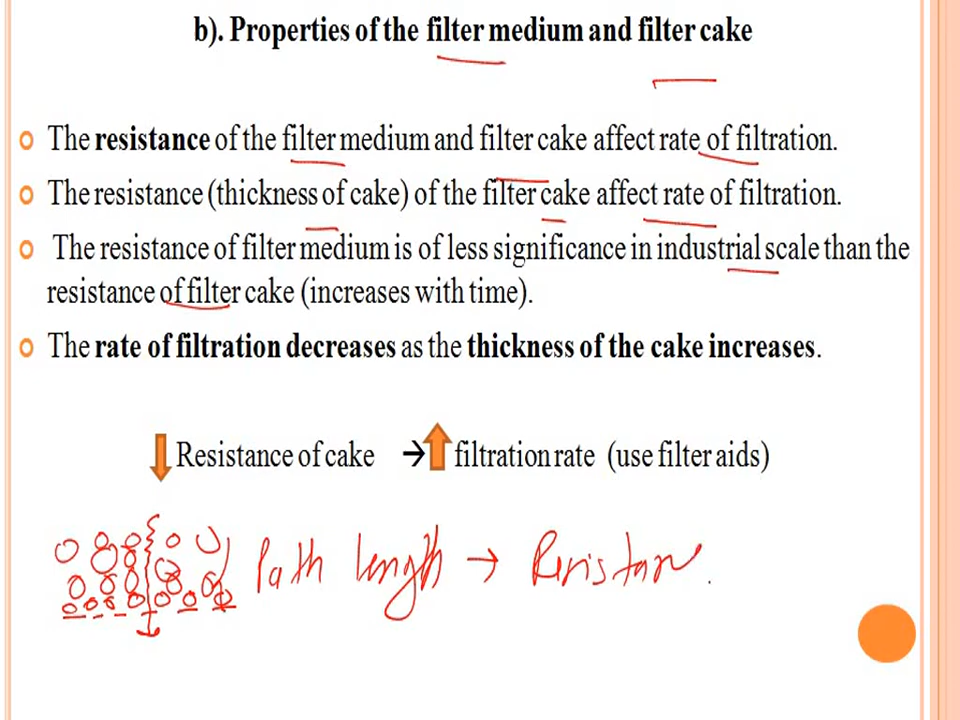 b). Properties of the filter medium and filter cake
The resistance of the filter medium and filter cake affect rate of filtration.
The resistance (thickness of cake) of the filter cake affect rate of filtration.
The resistance of filter medium is of less significance in industrial scale than the
resistance of filter cake (increases with time).
The rate of filtration decreases as the thickness of the cake increases.
Resistance of cake → filtration rate (use filter aids)
Path length →